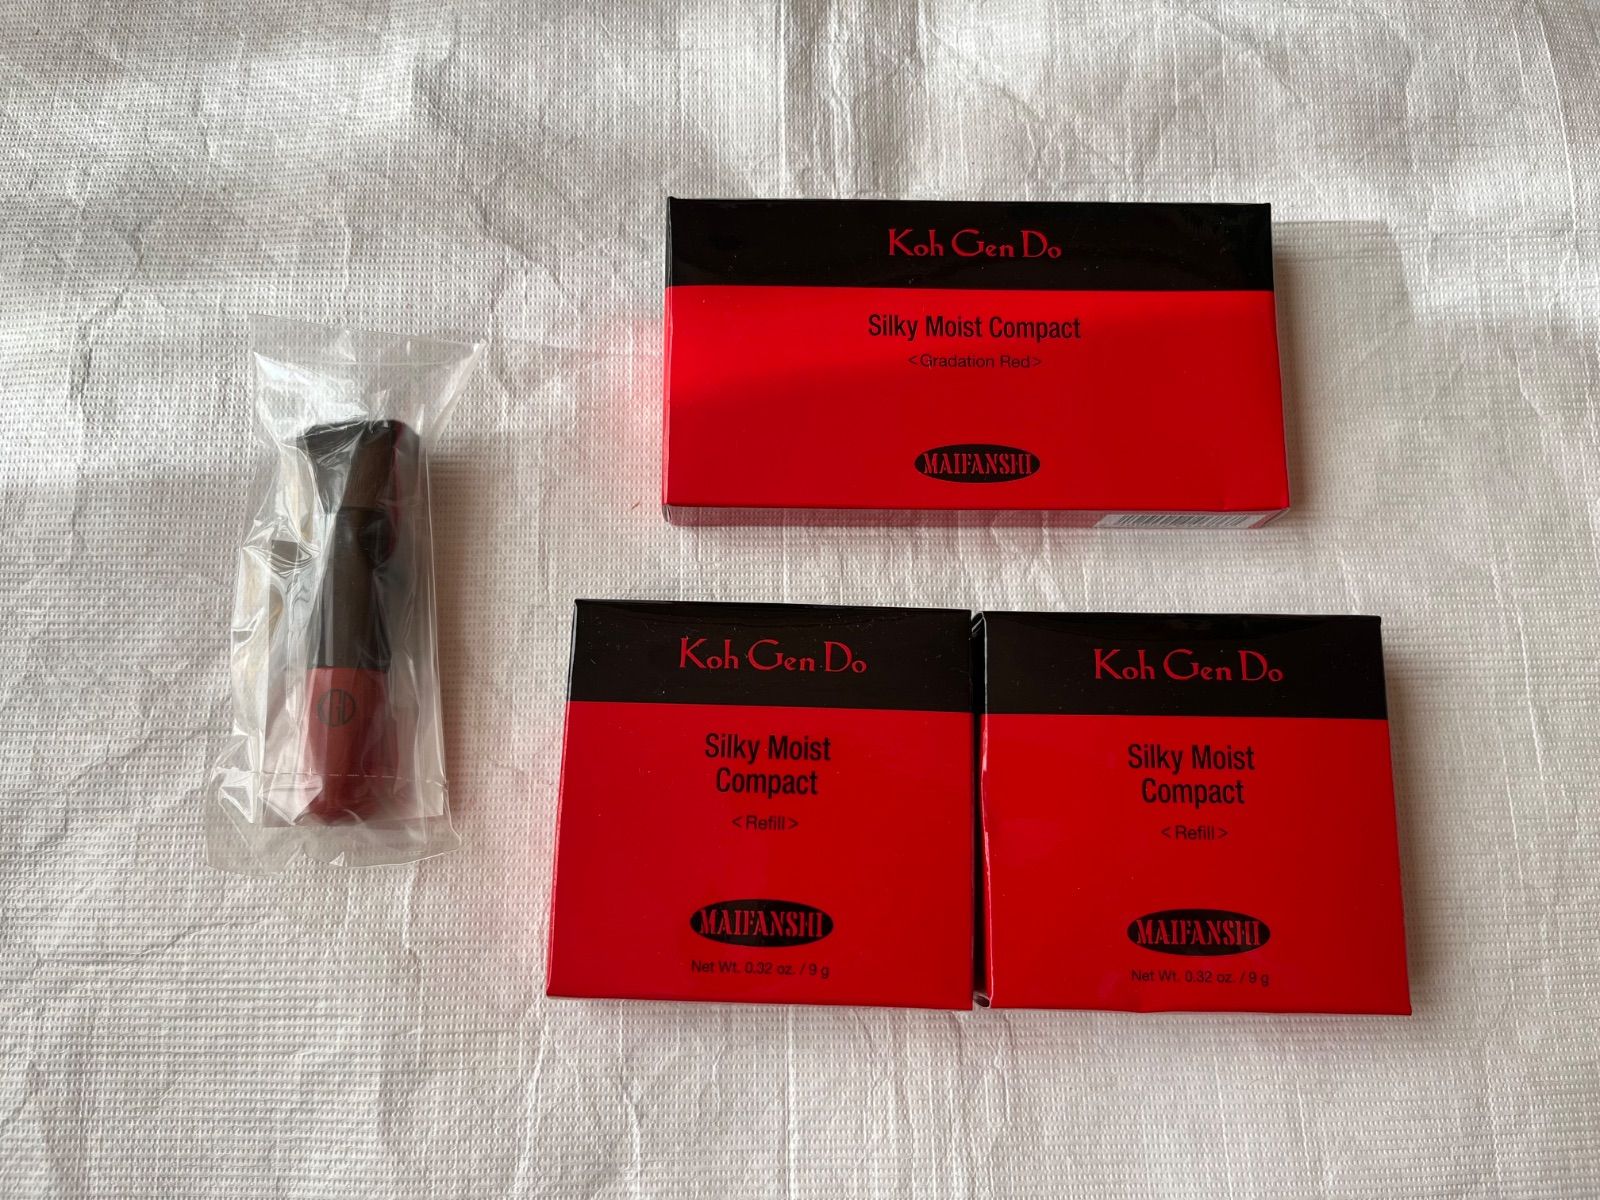 Koh Gen Do
Silky Moist Compact
<Gradation Red>
MAIFANSHI
Koh Gen Do
Silky Moist
Compact
<Refill>
MAIFANSHI
Net Wt. 0.32 oz. / 9 g
Koh Gen Do
Silky Moist
Compact
<Refill>
MAIFANSHI
Net Wt. 0.32 oz. / 9 g